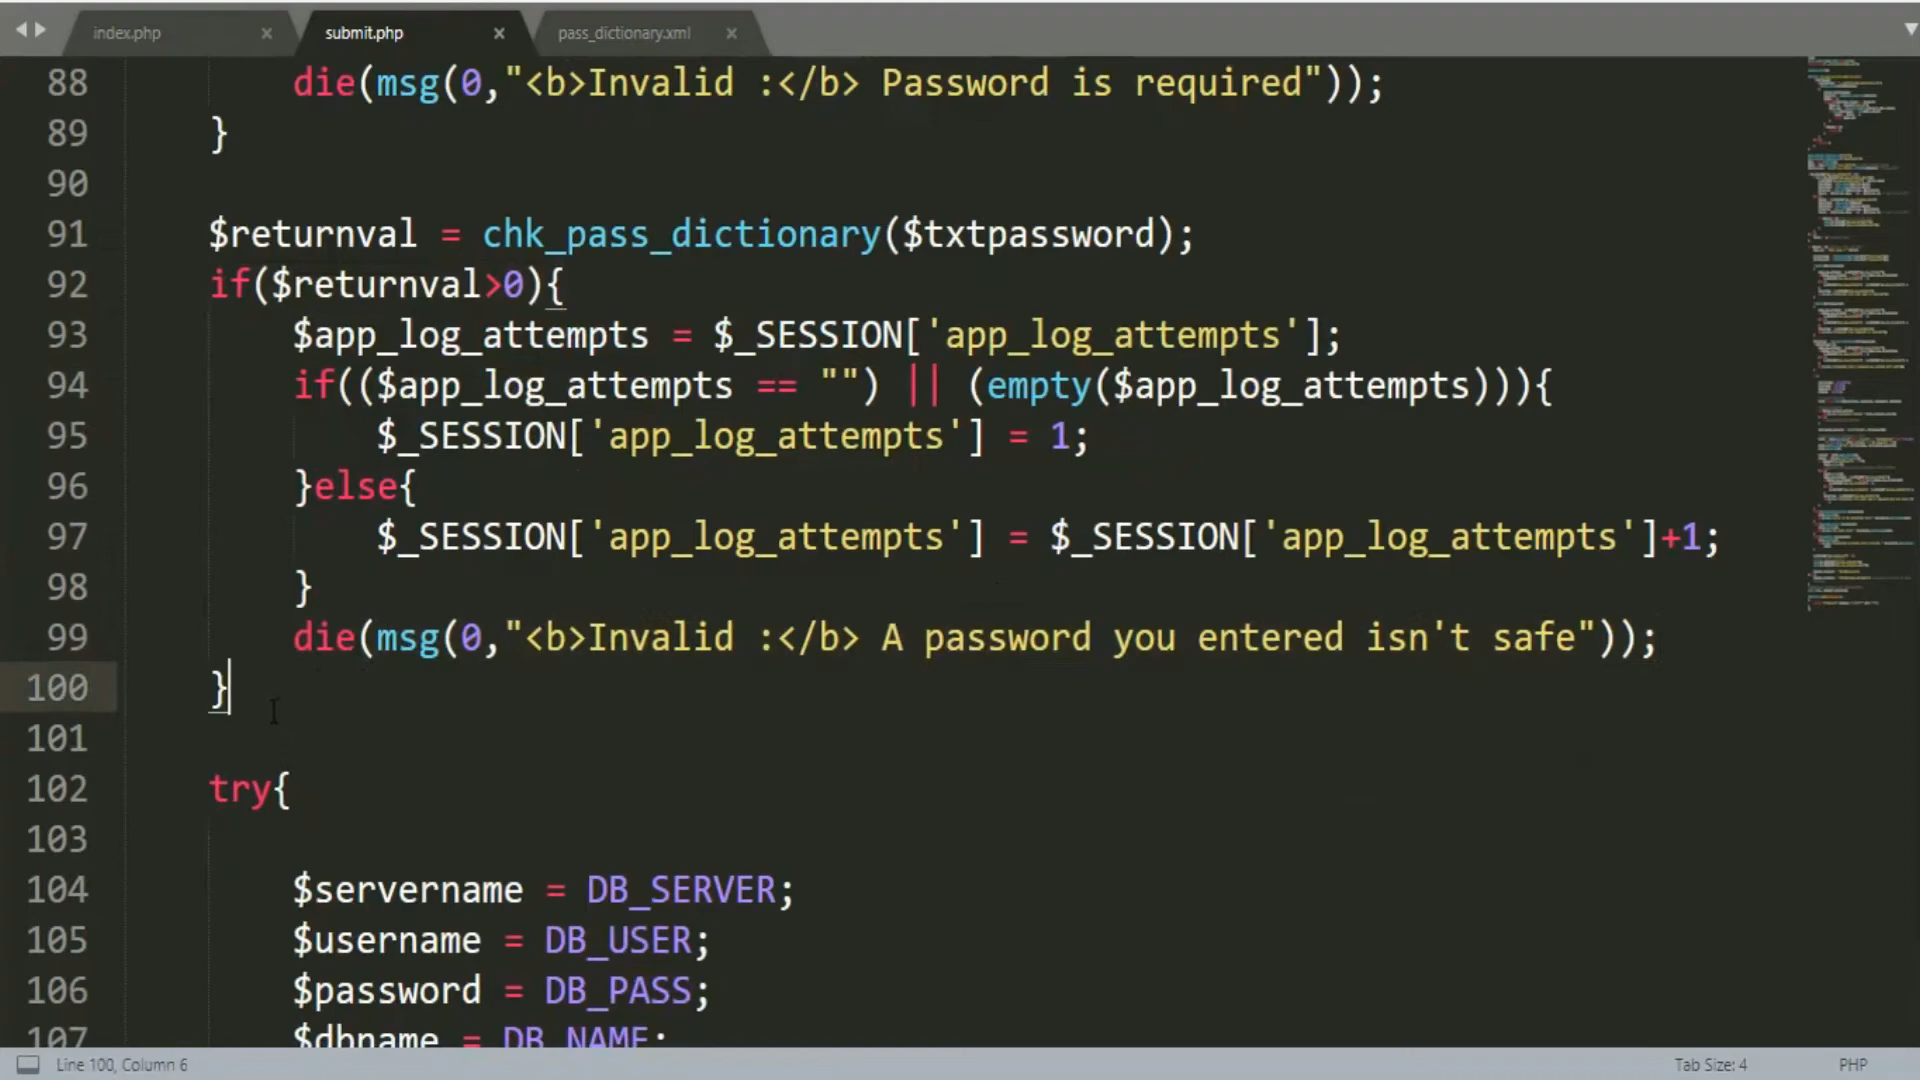 index.php × submit.php × pass_dictionary.xml ×
88 die(msg(0,"<b>Invalid :</b> Password is required"));
89 }
90
91 $returnval = chk_pass_dictionary($txtpassword);
92 if($returnval>0){
93 $app_log_attempts = $_SESSION['app_log_attempts'];
94 if(($app_log_attempts == "") || (empty($app_log_attempts))){
95 $_SESSION['app_log_attempts'] = 1;
96 }else{
97 $_SESSION['app_log_attempts'] = $_SESSION['app_log_attempts']+1;
98 }
99 die(msg(0,"<b>Invalid :</b> A password you entered isn't safe"));
100 }
101
102 try{
103
104 $servername = DB_SERVER;
105 $username = DB_USER;
106 $password = DB_PASS;
107 $dbname = DB_NAME;
Line 100, Column 6 Tab Size: 4 PHP